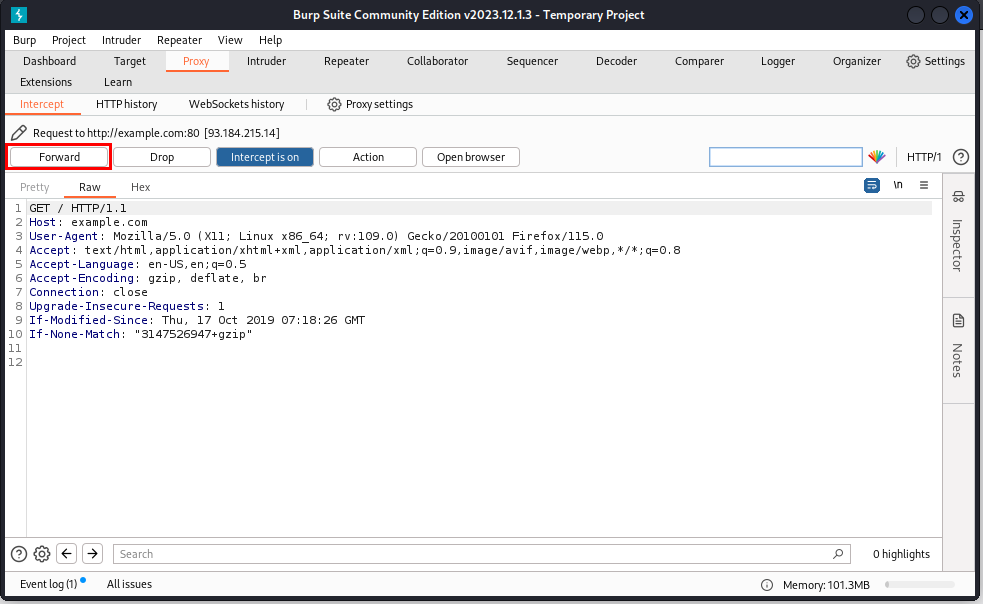 Burp Suite Community Edition v2023.12.1.3 - Temporary Project
Burp Project Intruder Repeater View Help
Dashboard Target Proxy Intruder Repeater Collaborator Sequencer Decoder Comparer Logger Organizer Settings
Extensions Learn
Intercept HTTP history WebSockets history Proxy settings
Request to http://example.com:80 [93.184.215.14]
Forward Drop Intercept is on Action Open browser HTTP/1 ?
Pretty Raw Hex \n
1 GET / HTTP/1.1
2 Host: example.com
3 User-Agent: Mozilla/5.0 (X11; Linux x86_64; rv:109.0) Gecko/20100101 Firefox/115.0
4 Accept: text/html,application/xhtml+xml,application/xml;q=0.9,image/avif,image/webp,*/*;q=0.8
5 Accept-Language: en-US,en;q=0.5
6 Accept-Encoding: gzip, deflate, br
7 Connection: close
8 Upgrade-Insecure-Requests: 1
9 If-Modified-Since: Thu, 17 Oct 2019 07:18:26 GMT
10 If-None-Match: "3147526947+gzip"
11
12
Inspector
Notes
? Search 0 highlights
Event log (1) All issues Memory: 101.3MB